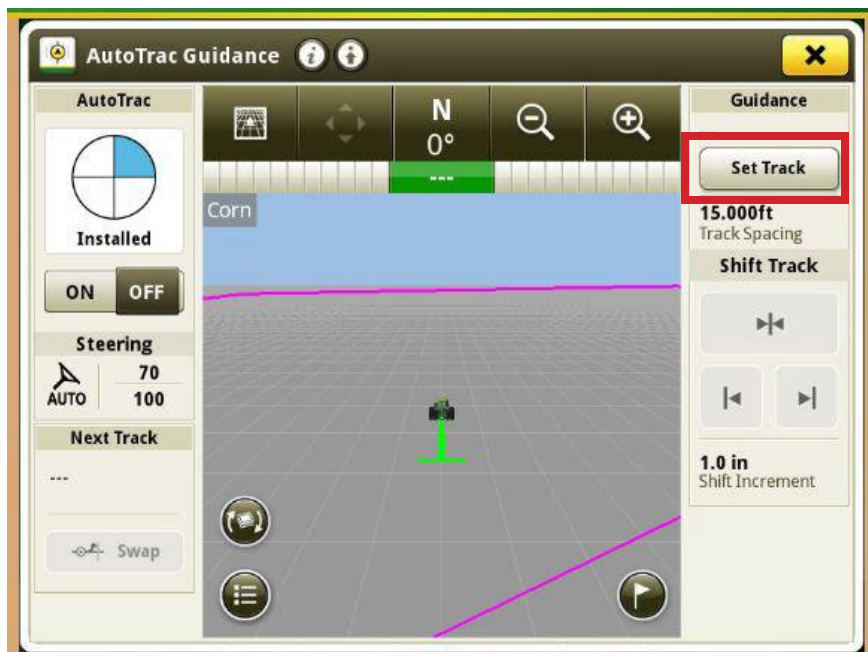 AutoTrac Guidance
AutoTrac
Installed
ON OFF
Steering
AUTO
70
100
Next Track
---
Swap
N
0°
---
Corn
Guidance
Set Track
15.000ft
Track Spacing
Shift Track
1.0 in
Shift Increment